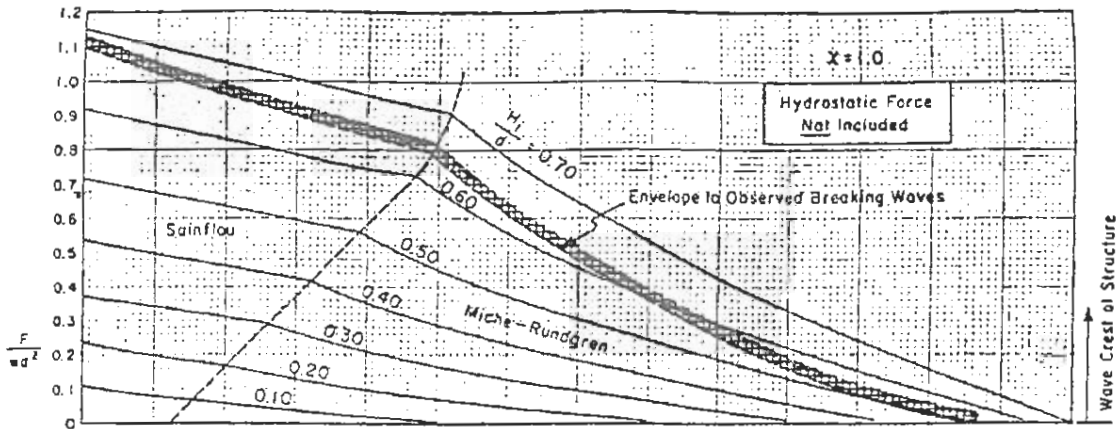 1.2
1.1
1.0
0.9
0.8
0.7
0.6
0.5
0.4
0.3
0.2
0.1
0
F
wd²
χ = 1.0
Hydrostatic Force
Not Included
Hᵢ
d
= 0.70
0.60
0.50
0.40
0.30
0.20
0.10
Envelope to Observed Breaking Waves
Sainflou
Miche-Rundgren
Wave Crest at Structure